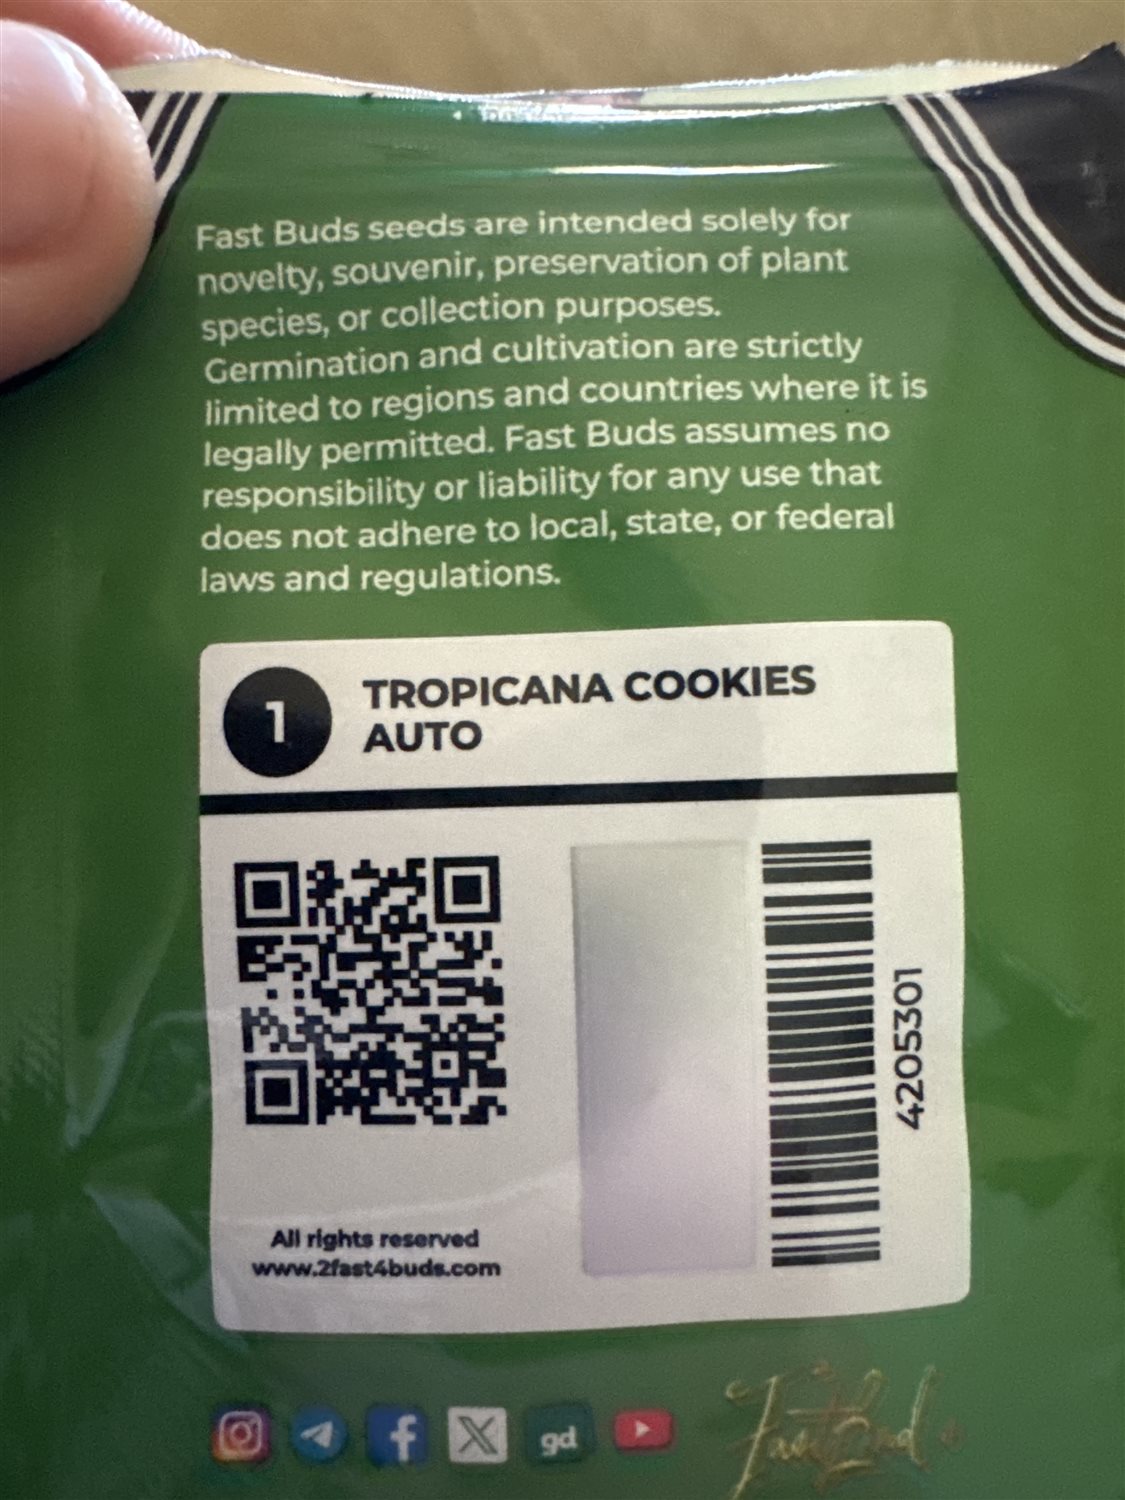 Fast Buds seeds are intended solely for
novelty, souvenir, preservation of plant
species, or collection purposes.
Germination and cultivation are strictly
limited to regions and countries where it is
legally permitted. Fast Buds assumes no
responsibility or liability for any use that
does not adhere to local, state, or federal
laws and regulations.
1
TROPICANA COOKIES
AUTO
4205301
All rights reserved
www.2fast4buds.com
gd
FastBuds